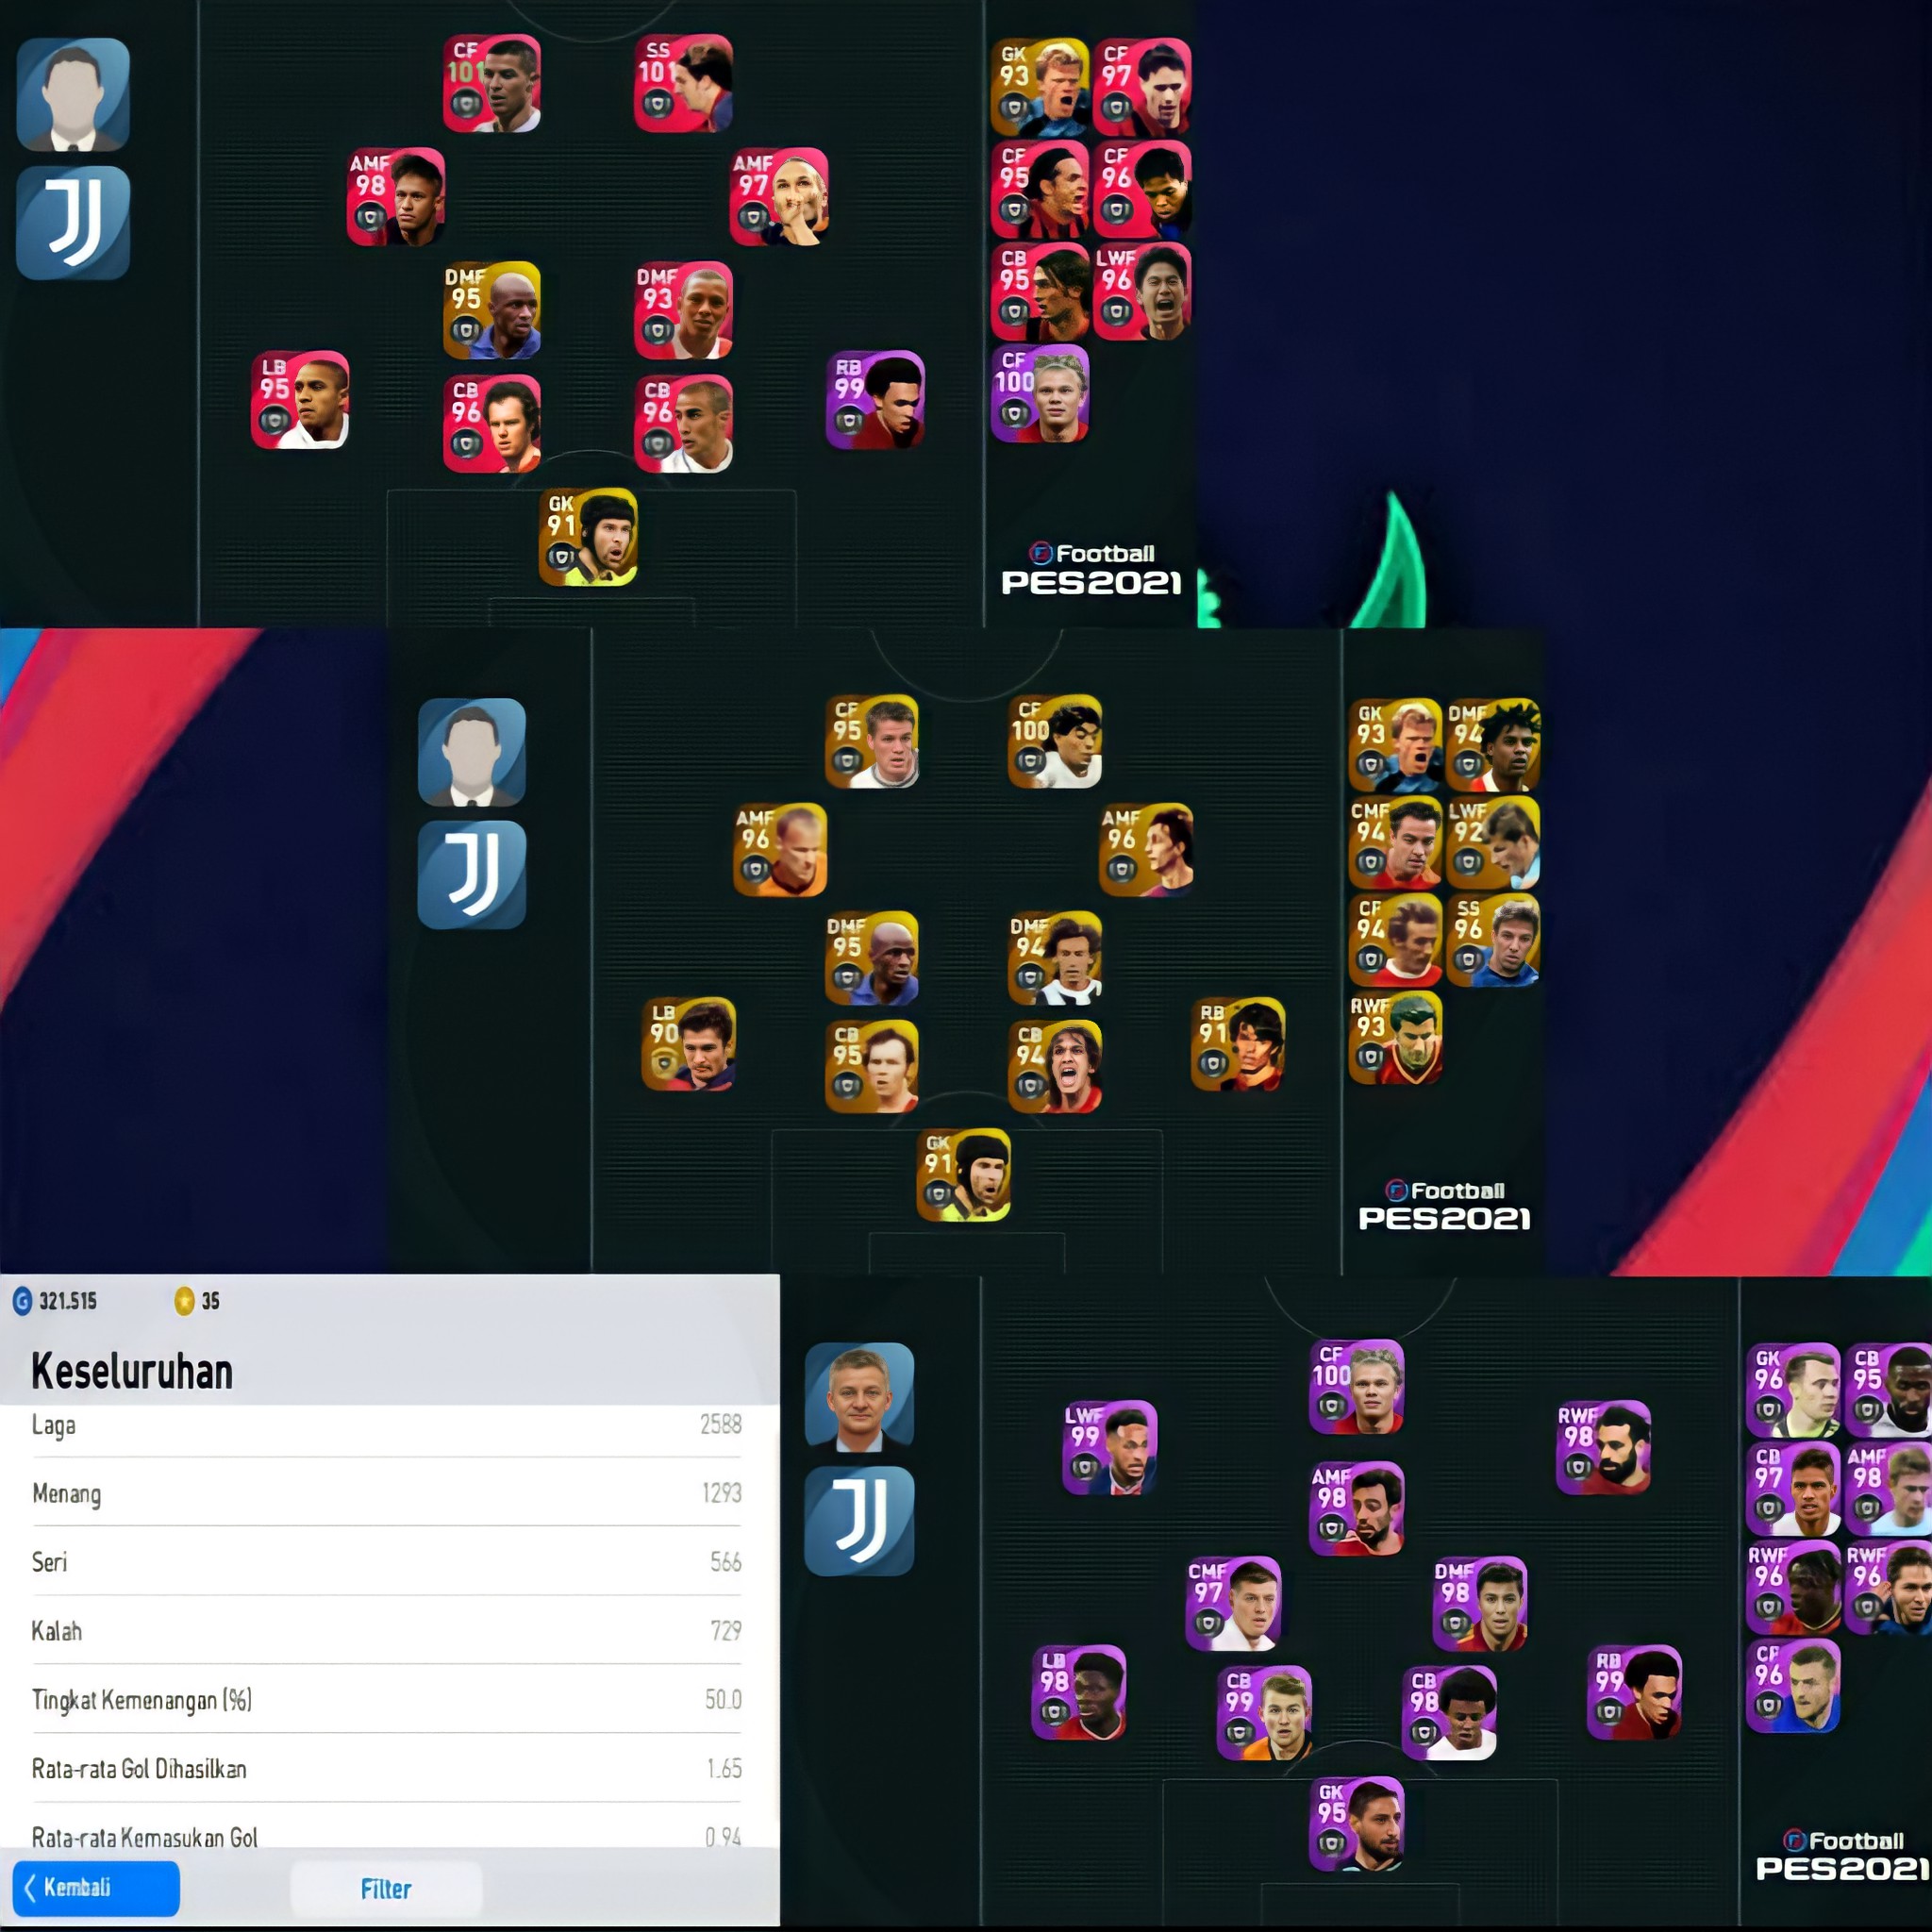 CF
101
SS
101
AMF
98
AMF
97
DMF
95
DMF
93
LB
95
CB
96
CB
96
RB
99
GK
91
GK
93
CF
97
CF
95
CF
96
CB
95
LWF
96
CF
100
eFootball
PES2021
CF
95
CF
100
AMF
96
AMF
96
DMF
95
DMF
94
LB
90
CB
95
CB
94
RB
91
GK
91
GK
93
DMF
94
CMF
94
LWF
92
CF
94
SS
96
RWF
93
eFootball
PES2021
321.515
35
Keseluruhan
Laga 2588
Menang 1293
Seri 566
Kalah 729
Tingkat Kemenangan (%) 50.0
Rata-rata Gol Dihasilkan 1.65
Rata-rata Kemasukan Gol 0.94
Kembali
Filter
CF
100
LWF
99
RWF
98
AMF
98
CMF
97
DMF
98
LB
98
CB
99
CB
98
RB
99
GK
95
GK
96
CB
95
CB
97
AMF
98
RWF
96
RWF
96
CF
96
eFootball
PES2021